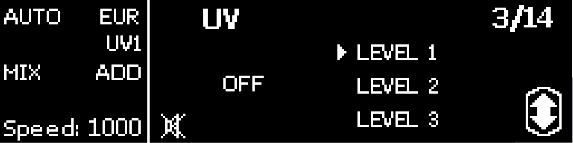 AUTO EUR
UV1
MIX ADD
Speed: 1000
UV 3/14
LEVEL 1
OFF LEVEL 2
LEVEL 3